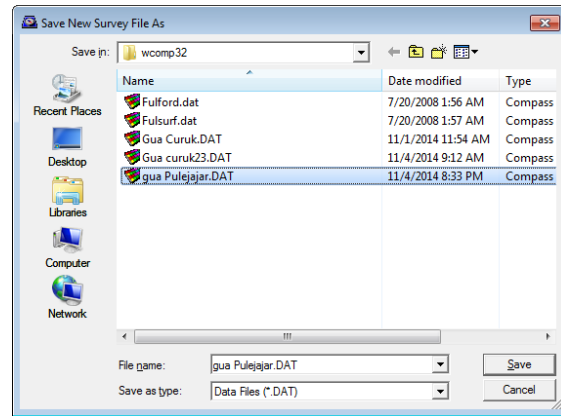 Save New Survey File As
Save in: wcomp32
Name Date modified Type
Fulford.dat 7/20/2008 1:56 AM Compass
Fulsurf.dat 7/20/2008 1:57 AM Compass
Gua Curuk.DAT 11/1/2014 11:54 AM Compass
Gua curuk23.DAT 11/4/2014 9:12 AM Compass
gua Pulejajar.DAT 11/4/2014 8:33 PM Compass
Recent Places
Desktop
Libraries
Computer
Network
File name: gua Pulejajar.DAT Save
Save as type: Data Files (*.DAT) Cancel